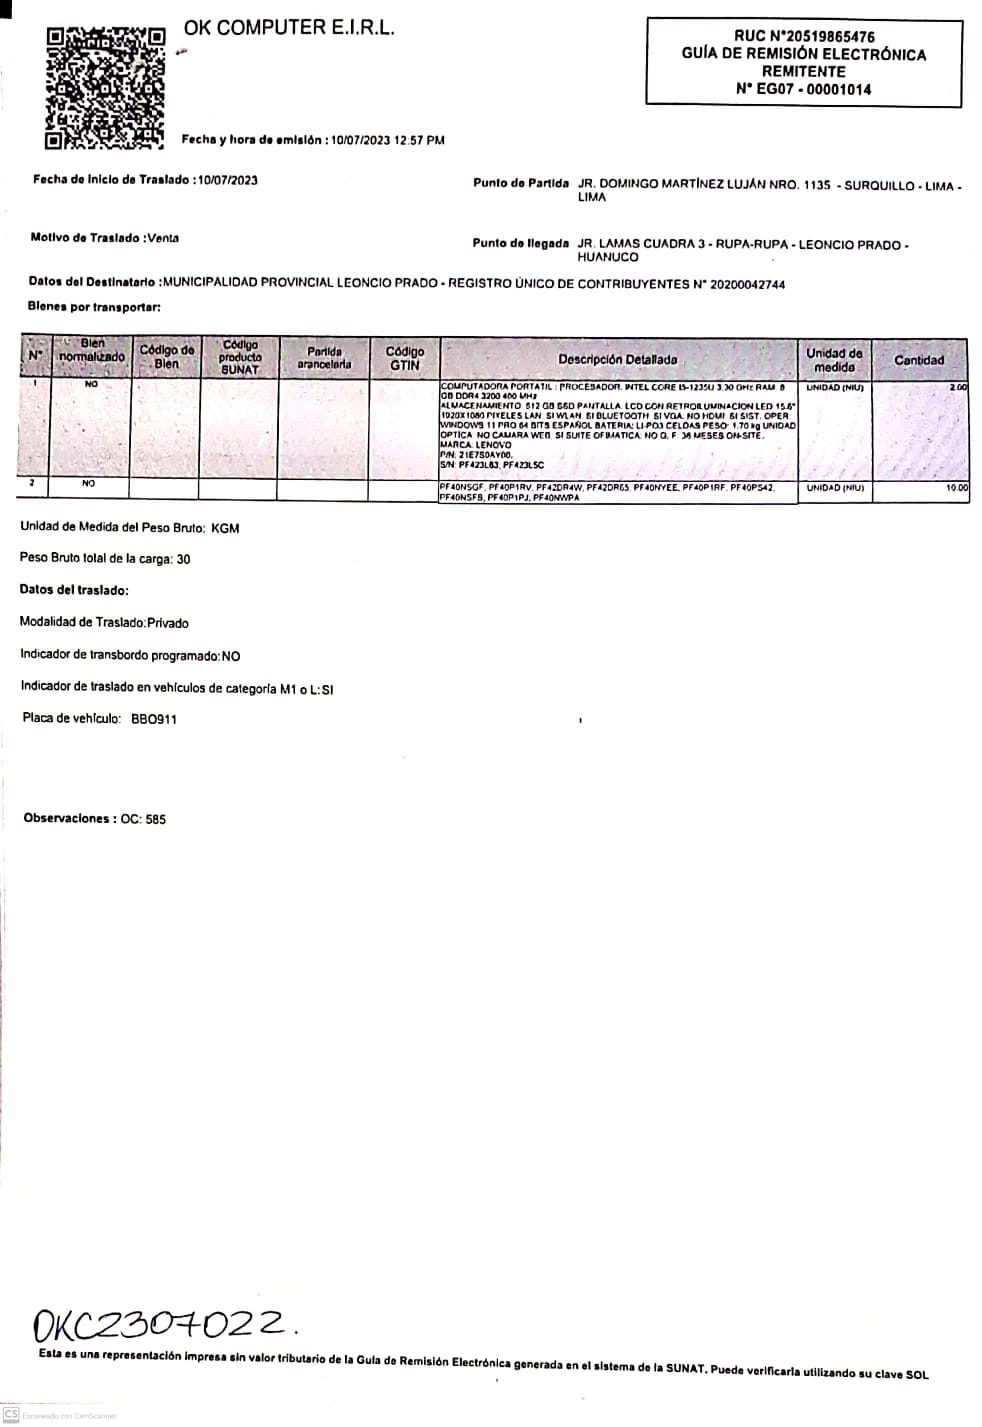 OK COMPUTER E.I.R.L.
RUC N°20519865476
GUÍA DE REMISIÓN ELECTRÓNICA
REMITENTE
N° EG07 - 00001014
Fecha y hora de emisión : 10/07/2023 12:57 PM
Fecha de Inicio de Traslado :10/07/2023
Punto de Partida JR. DOMINGO MARTÍNEZ LUJÁN NRO. 1135 - SURQUILLO - LIMA -
LIMA
Motivo de Traslado :Venta
Punto de llegada JR. LAMAS CUADRA 3 - RUPA-RUPA - LEONCIO PRADO -
HUANUCO
Datos del Destinatario :MUNICIPALIDAD PROVINCIAL LEONCIO PRADO - REGISTRO ÚNICO DE CONTRIBUYENTES N° 20200042744
Bienes por transportar:
N° Bien normalizado Código de Bien Código producto SUNAT Partida arancelaria Código GTIN Descripción Detallada Unidad de medida Cantidad
1 NO COMPUTADORA PORTATIL : PROCESADOR: INTEL CORE I5-1235U 3.30 GHz RAM 8 UNIDAD (NIU) 2.00
GB DDR4 3200 400 MHz
ALMACENAMIENTO 512 GB SSD PANTALLA: LCD CON RETROILUMINACION LED 15.6"
1920X1080 PIXELES LAN: SI WLAN: SI BLUETOOTH: SI VGA: NO HDMI: SI SIST. OPER:
WINDOWS 11 PRO 64 BITS ESPAÑOL BATERIA: LI-PO3 CELDAS PESO: 1.70 kg UNIDAD
OPTICA: NO CAMARA WEB: SI SUITE OFIMATICA: NO G. F. 36 MESES ON-SITE.
MARCA: LENOVO
P/N: 21E7S0AY00.
S/N: PF423L63, PF423L5C
2 NO PF40NSGF, PF40P1RV, PF42DR4W, PF42DRG5, PF40NYEE, PF40P1RF, PF40PS42, UNIDAD (NIU) 10.00
PF40NSFB, PF40P1PJ, PF40NWPA
Unidad de Medida del Peso Bruto: KGM
Peso Bruto total de la carga: 30
Datos del traslado:
Modalidad de Traslado:Privado
Indicador de transbordo programado:NO
Indicador de traslado en vehículos de categoría M1 o L:SI
Placa de vehículo: BBO911
Observaciones : OC: 585
OKC2307022.
Esta es una representación impresa sin valor tributario de la Guía de Remisión Electrónica generada en el sistema de la SUNAT. Puede verificarla utilizando su clave SOL
CS Escaneado con CamScanner